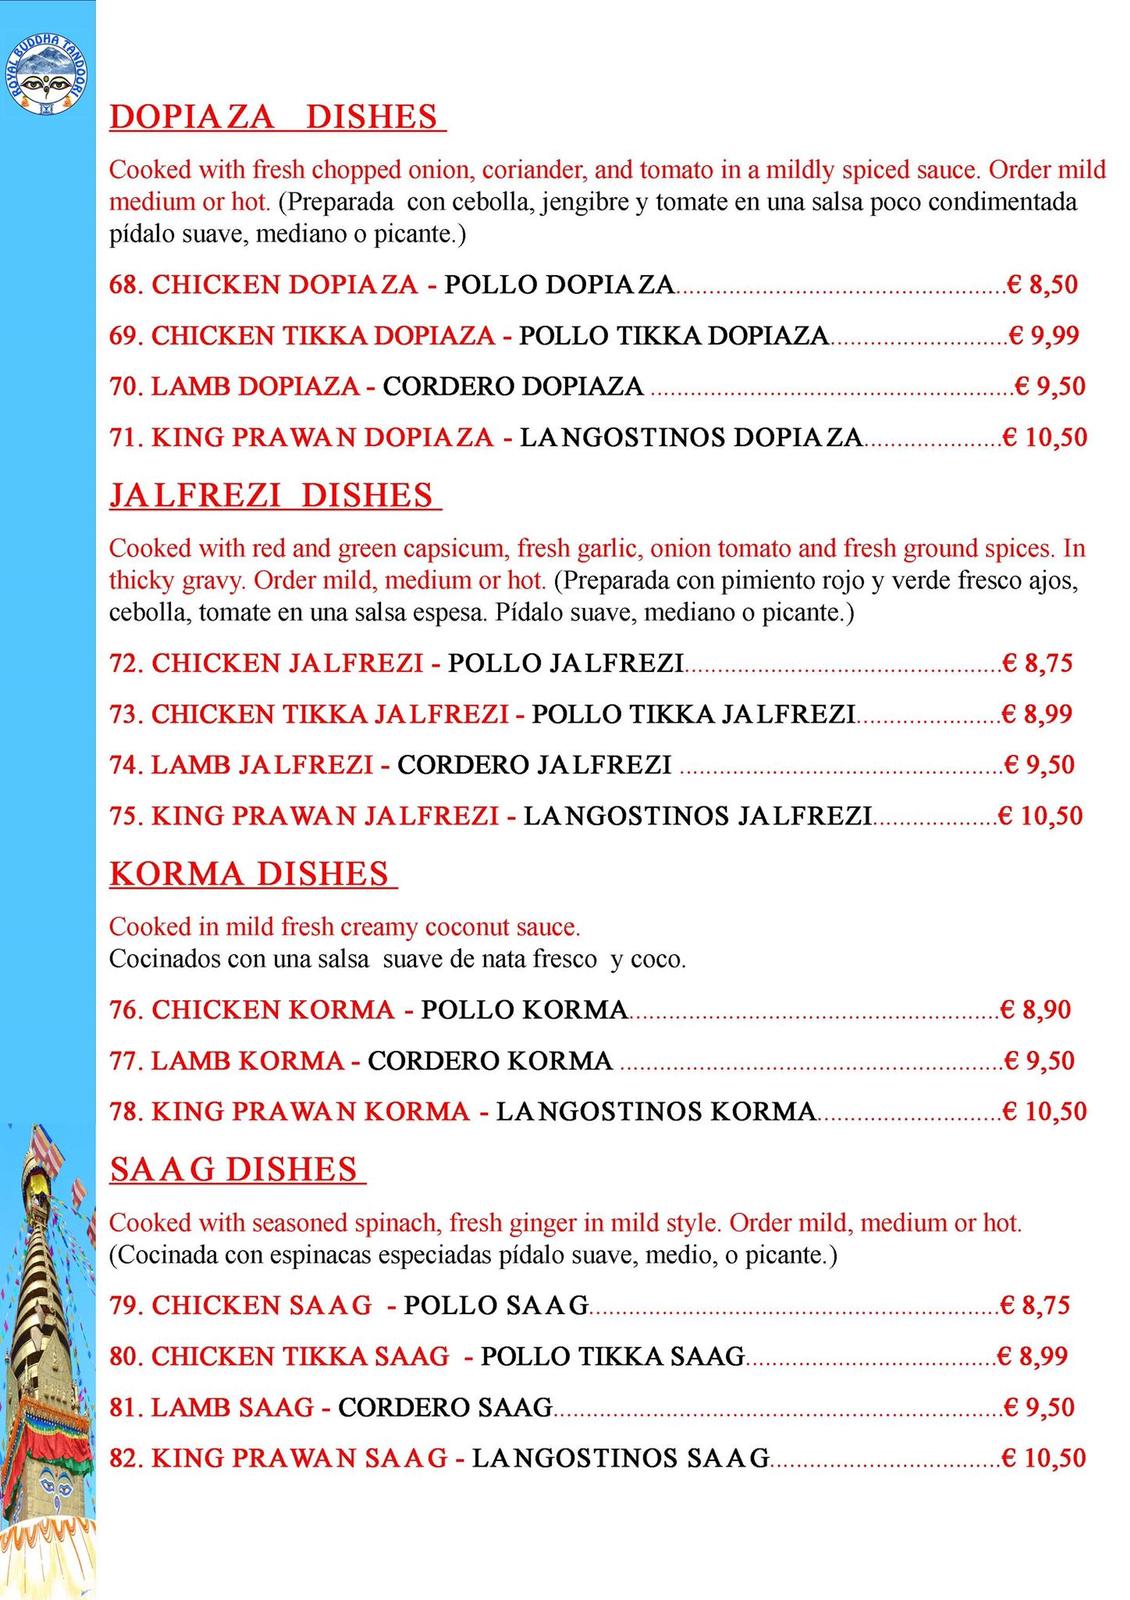 ROYAL BUDDHA TANDOORI
DOPIAZA DISHES
Cooked with fresh chopped onion, coriander, and tomato in a mildly spiced sauce. Order mild
medium or hot. (Preparada con cebolla, jengibre y tomate en una salsa poco condimentada
pídalo suave, mediano o picante.)
68. CHICKEN DOPIAZA - POLLO DOPIAZA..................................................€ 8,50
69. CHICKEN TIKKA DOPIAZA - POLLO TIKKA DOPIAZA...........................€ 9,99
70. LAMB DOPIAZA - CORDERO DOPIAZA .......................................................€ 9,50
71. KING PRAWAN DOPIAZA - LANGOSTINOS DOPIAZA.....................€ 10,50
JALFREZI DISHES
Cooked with red and green capsicum, fresh garlic, onion tomato and fresh ground spices. In
thicky gravy. Order mild, medium or hot. (Preparada con pimiento rojo y verde fresco ajos,
cebolla, tomate en una salsa espesa. Pídalo suave, mediano o picante.)
72. CHICKEN JALFREZI - POLLO JALFREZI................................................€ 8,75
73. CHICKEN TIKKA JALFREZI - POLLO TIKKA JALFREZI......................€ 8,99
74. LAMB JALFREZI - CORDERO JALFREZI .................................................€ 9,50
75. KING PRAWAN JALFREZI - LANGOSTINOS JALFREZI...................€ 10,50
KORMA DISHES
Cooked in mild fresh creamy coconut sauce.
Cocinados con una salsa suave de nata fresco y coco.
76. CHICKEN KORMA - POLLO KORMA........................................................€ 8,90
77. LAMB KORMA - CORDERO KORMA ..........................................................€ 9,50
78. KING PRAWAN KORMA - LANGOSTINOS KORMA............................€ 10,50
SAAG DISHES
Cooked with seasoned spinach, fresh ginger in mild style. Order mild, medium or hot.
(Cocinada con espinacas especiadas pídalo suave, medio, o picante.)
79. CHICKEN SAAG - POLLO SAAG..............................................................€ 8,75
80. CHICKEN TIKKA SAAG - POLLO TIKKA SAAG......................................€ 8,99
81. LAMB SAAG - CORDERO SAAG....................................................................€ 9,50
82. KING PRAWAN SAAG - LANGOSTINOS SAAG...................................€ 10,50